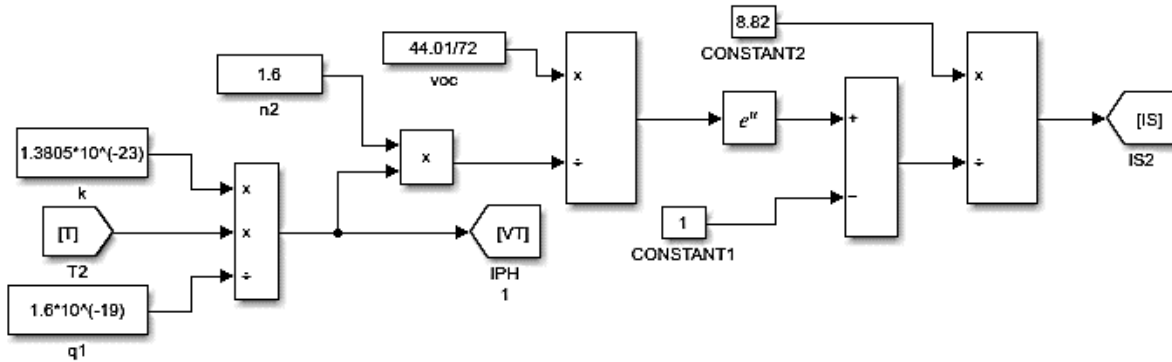 8.82
CONSTANT2
44.01/72
voc
×
÷
1.6
n2
×
÷
e^u
+
−
[IS]
IS2
×
1.3805*10^(-23)
k
×
×
÷
[T]
T2
[VT]
IPH
1
1
CONSTANT1
1.6*10^(-19)
q1